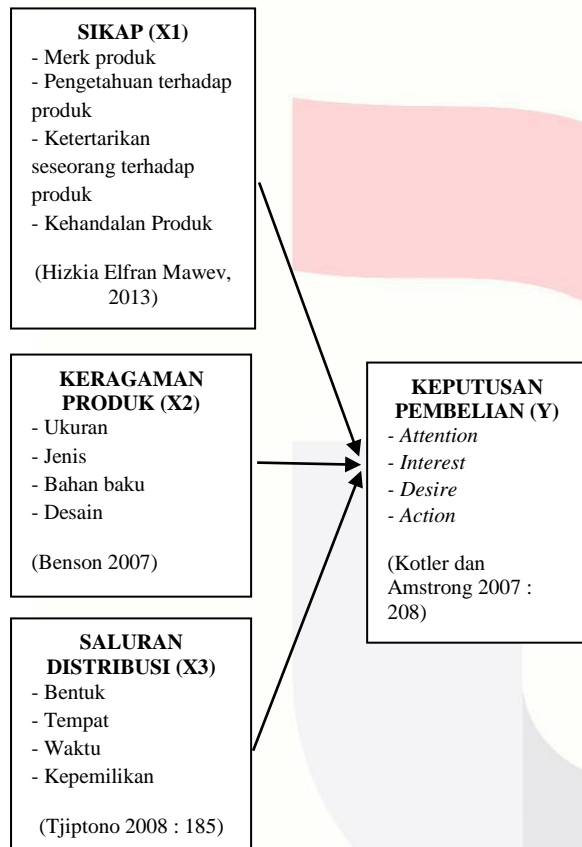 SIKAP (X1)
- Merk produk
- Pengetahuan terhadap
produk
- Ketertarikan
seseorang terhadap
produk
- Kehandalan Produk
(Hizkia Elfran Mawev,
2013)
KERAGAMAN
PRODUK (X2)
- Ukuran
- Jenis
- Bahan baku
- Desain
(Benson 2007)
SALURAN
DISTRIBUSI (X3)
- Bentuk
- Tempat
- Waktu
- Kepemilikan
(Tjiptono 2008 : 185)
KEPUTUSAN
PEMBELIAN (Y)
- Attention
- Interest
- Desire
- Action
(Kotler dan
Amstrong 2007 :
208)